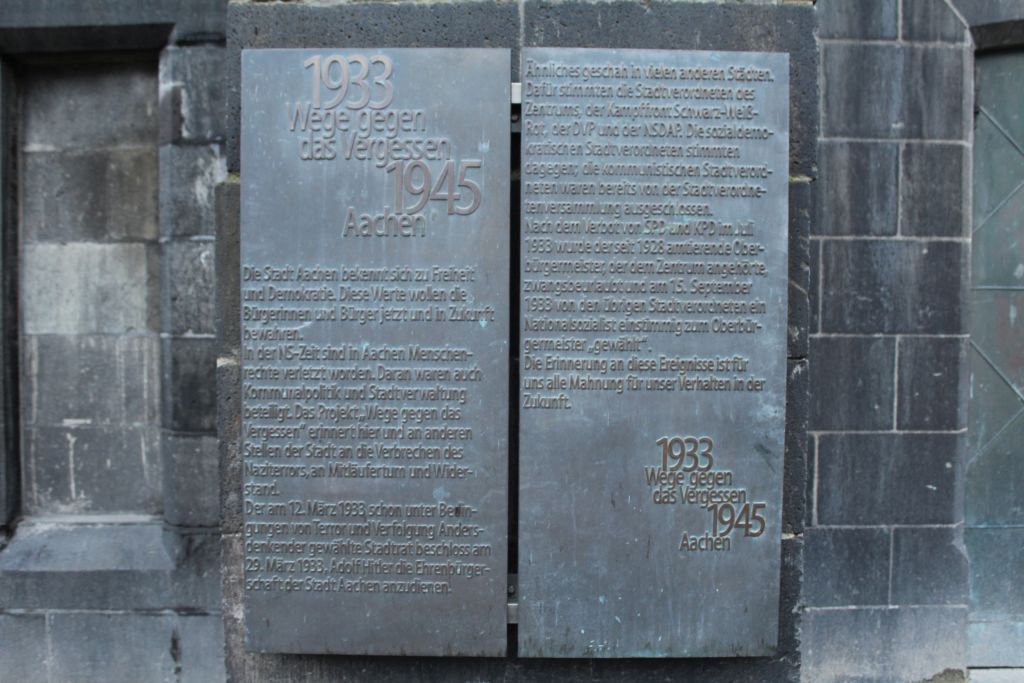 1933
Wege gegen
das Vergessen
1945
Aachen
Die Stadt Aachen bekennt sich zu Freiheit
und Demokratie. Diese Werte wollen die
Bürgerinnen und Bürger jetzt und in Zukunft
bewahren.
In der NS-Zeit sind in Aachen Menschen-
rechte verletzt worden. Daran waren auch
Kommunalpolitik und Stadtverwaltung
beteiligt. Das Projekt „Wege gegen das
Vergessen" erinnert hier und an anderen
Stellen der Stadt an die Verbrechen des
Naziterrors, an Mitläufertum und Wider-
stand.
Der am 12. März 1933 schon unter Bedin-
gungen von Terror und Verfolgung Anders-
denkender gewählte Stadtrat beschloss am
29. März 1933, Adolf Hitler die Ehrenbürger-
schaft der Stadt Aachen anzudienen.
Ähnliches geschah in vielen anderen Städten.
Dafür stimmten die Stadtverordneten des
Zentrums, der Kampffront Schwarz-Weiß-
Rot, der DVP und der NSDAP. Die sozialdemo-
kratischen Stadtverordneten stimmten
dagegen; die kommunistischen Stadtverord-
neten waren bereits von der Stadtverordne-
tenversammlung ausgeschlossen.
Nach dem Verbot von SPD und KPD im Juli
1933 wurde der seit 1928 amtierende Ober-
bürgermeister, der dem Zentrum angehörte,
zwangsbeurlaubt und am 15. September
1933 von den übrigen Stadtverordneten ein
Nationalsozialist einstimmig zum Oberbür-
germeister „gewählt".
Die Erinnerung an diese Ereignisse ist für
uns alle Mahnung für unser Verhalten in der
Zukunft.
1933
Wege gegen
das Vergessen
1945
Aachen